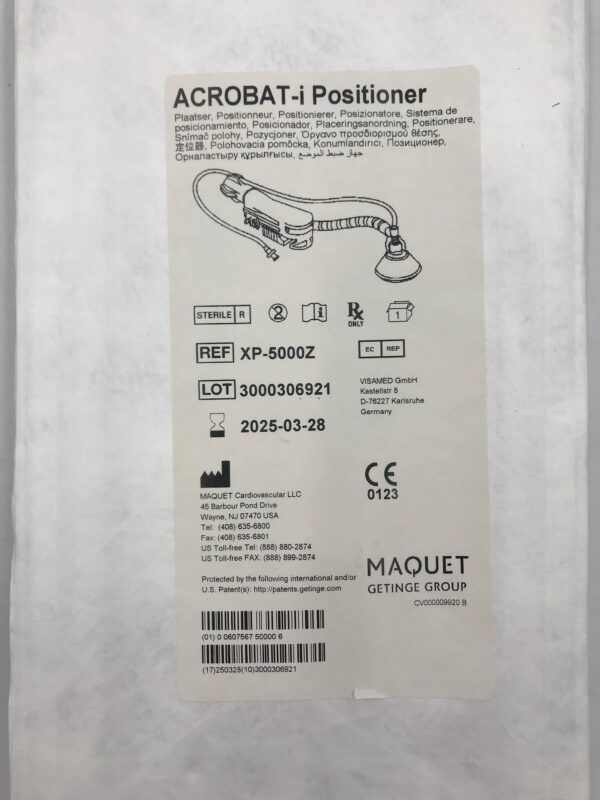 ACROBAT-i Positioner
Plaatser, Positionneur, Positionierer, Posizionatore, Sistema de
posicionamiento, Posicionador, Placeringsanordning, Positionerare,
Snímač polohy, Pozycjoner, Όργανο προσδιορισμού θέσης,
定位器, Polohovacia pomôcka, Konumlandırıcı, Позиционер,
Орналастыру құрылғысы, جهاز ضبط الموضع
STERILE R
2
i
Rx ONLY
1
REF XP-5000Z
EC REP
LOT 3000306921
VISAMED GmbH
Kastellstr 8
D-76227 Karlsruhe
Germany
2025-03-28
CE
0123
MAQUET Cardiovascular LLC
45 Barbour Pond Drive
Wayne, NJ 07470 USA
Tel: (408) 635-6800
Fax: (408) 635-6801
US Toll-free Tel: (888) 880-2874
US Toll-free FAX: (888) 899-2874
MAQUET
GETINGE GROUP
Protected by the following international and/or
U.S. Patent(s): http://patents.getinge.com
CV000009920 B
(01) 0 0607567 50000 6
(17)250328(10)3000306921